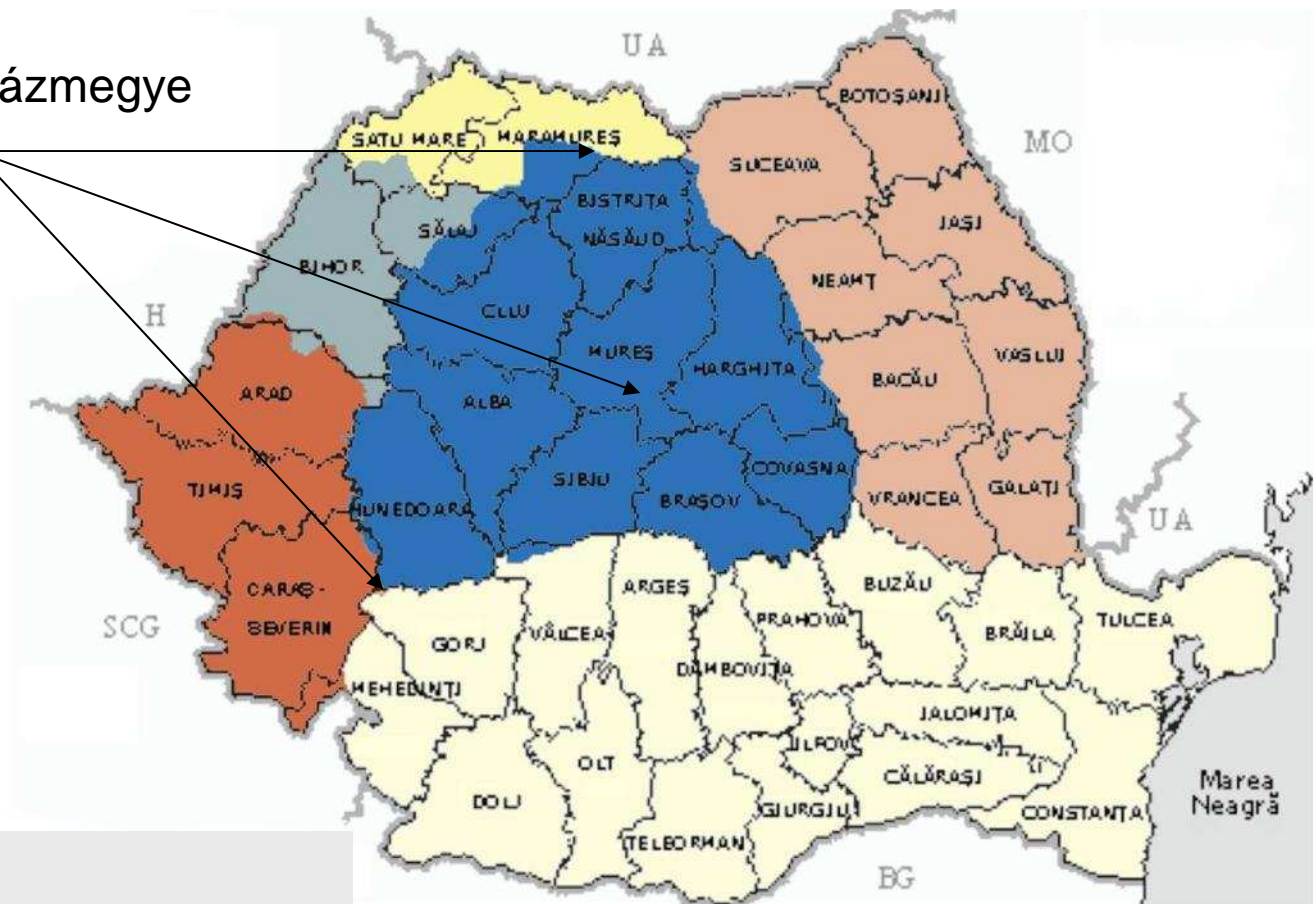 UA
ázmegye
BOTOŞANI
SATU MARE
MARAMUREŞ
MO
SUCEAVA
BISTRIŢA
NĂSĂUD
IAŞI
SĂLAJ
BIHOR
NEAMŢ
H
CLUJ
MUREŞ
HARGHITA
VASLUI
BACĂU
ARAD
ALBA
TIMIŞ
SIBIU
COVASNA
HUNEDOARA
BRAŞOV
VRANCEA
GALAŢI
UA
CARAŞ-
SEVERIN
ARGEŞ
BUZĂU
SCG
GORJ
VÂLCEA
PRAHOVA
BRĂILA
TULCEA
DÂMBOVIŢA
MEHEDINŢI
IALOMIŢA
ILFOV
OLT
CĂLĂRAŞI
DOLJ
GIURGIU
CONSTANŢA
Marea
Neagră
TELEORMAN
BG